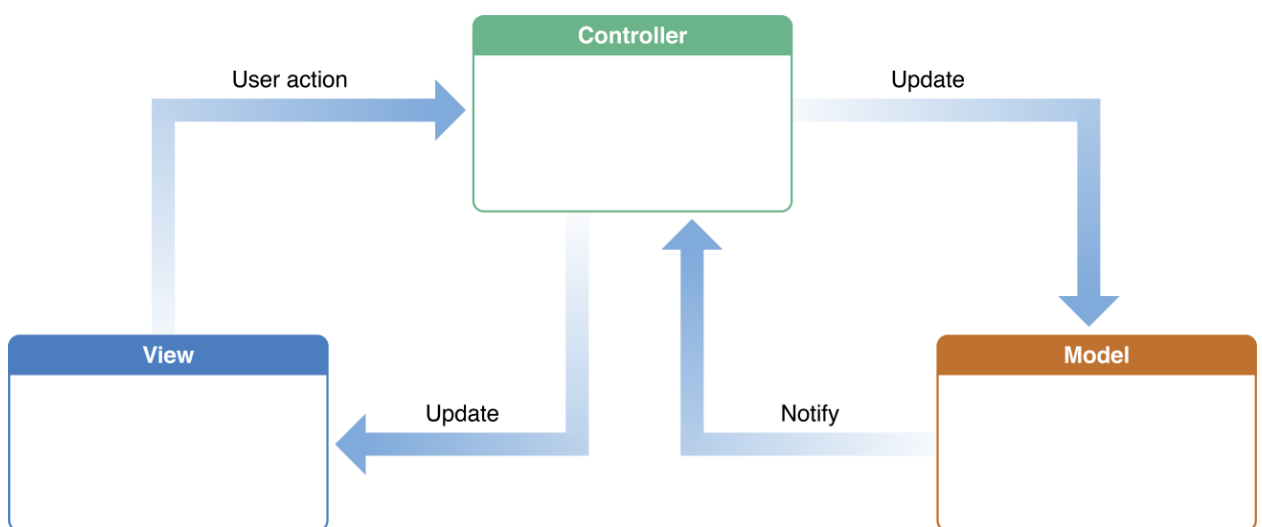 Controller
User action
Update
View
Model
Update
Notify